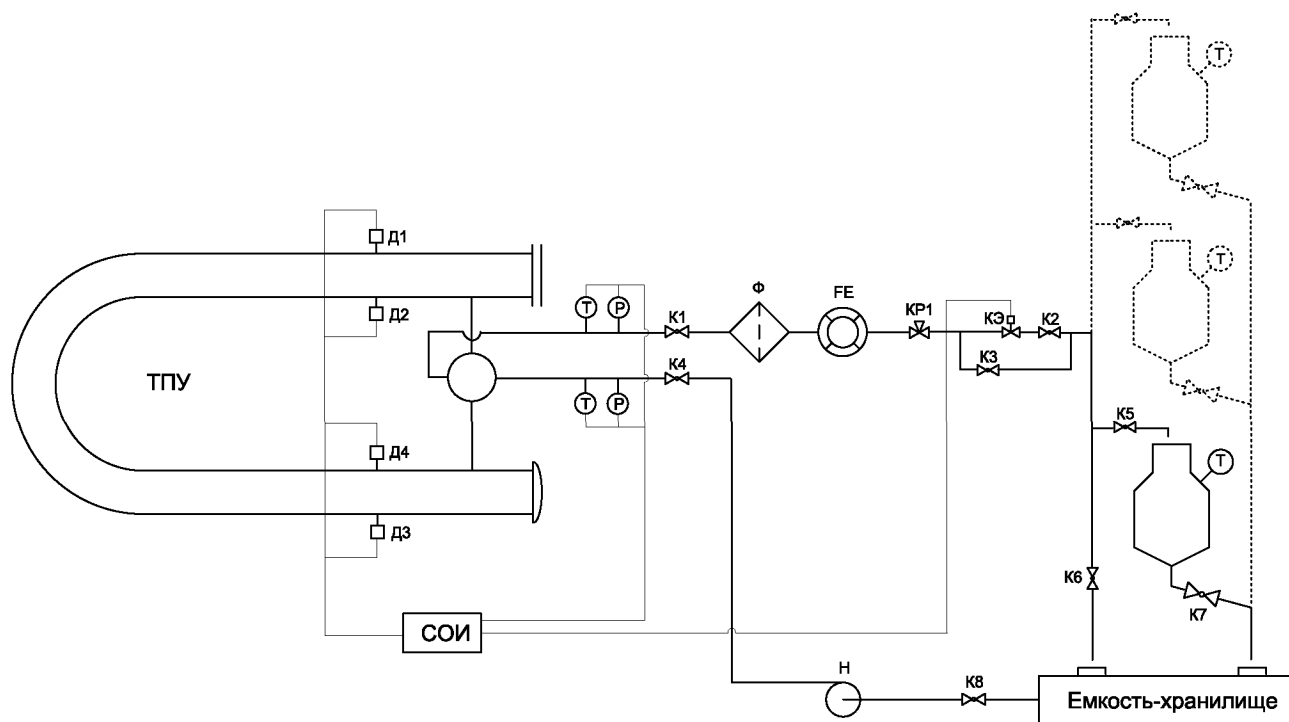 Т
Т
Д1
Д2
Т
Р
К1
Ф
FE
КР1
КЭ
К2
К3
ТПУ
К4
Т
Р
К5
Т
Д4
Д3
К6
К7
СОИ
Н
К8
Емкость-хранилище